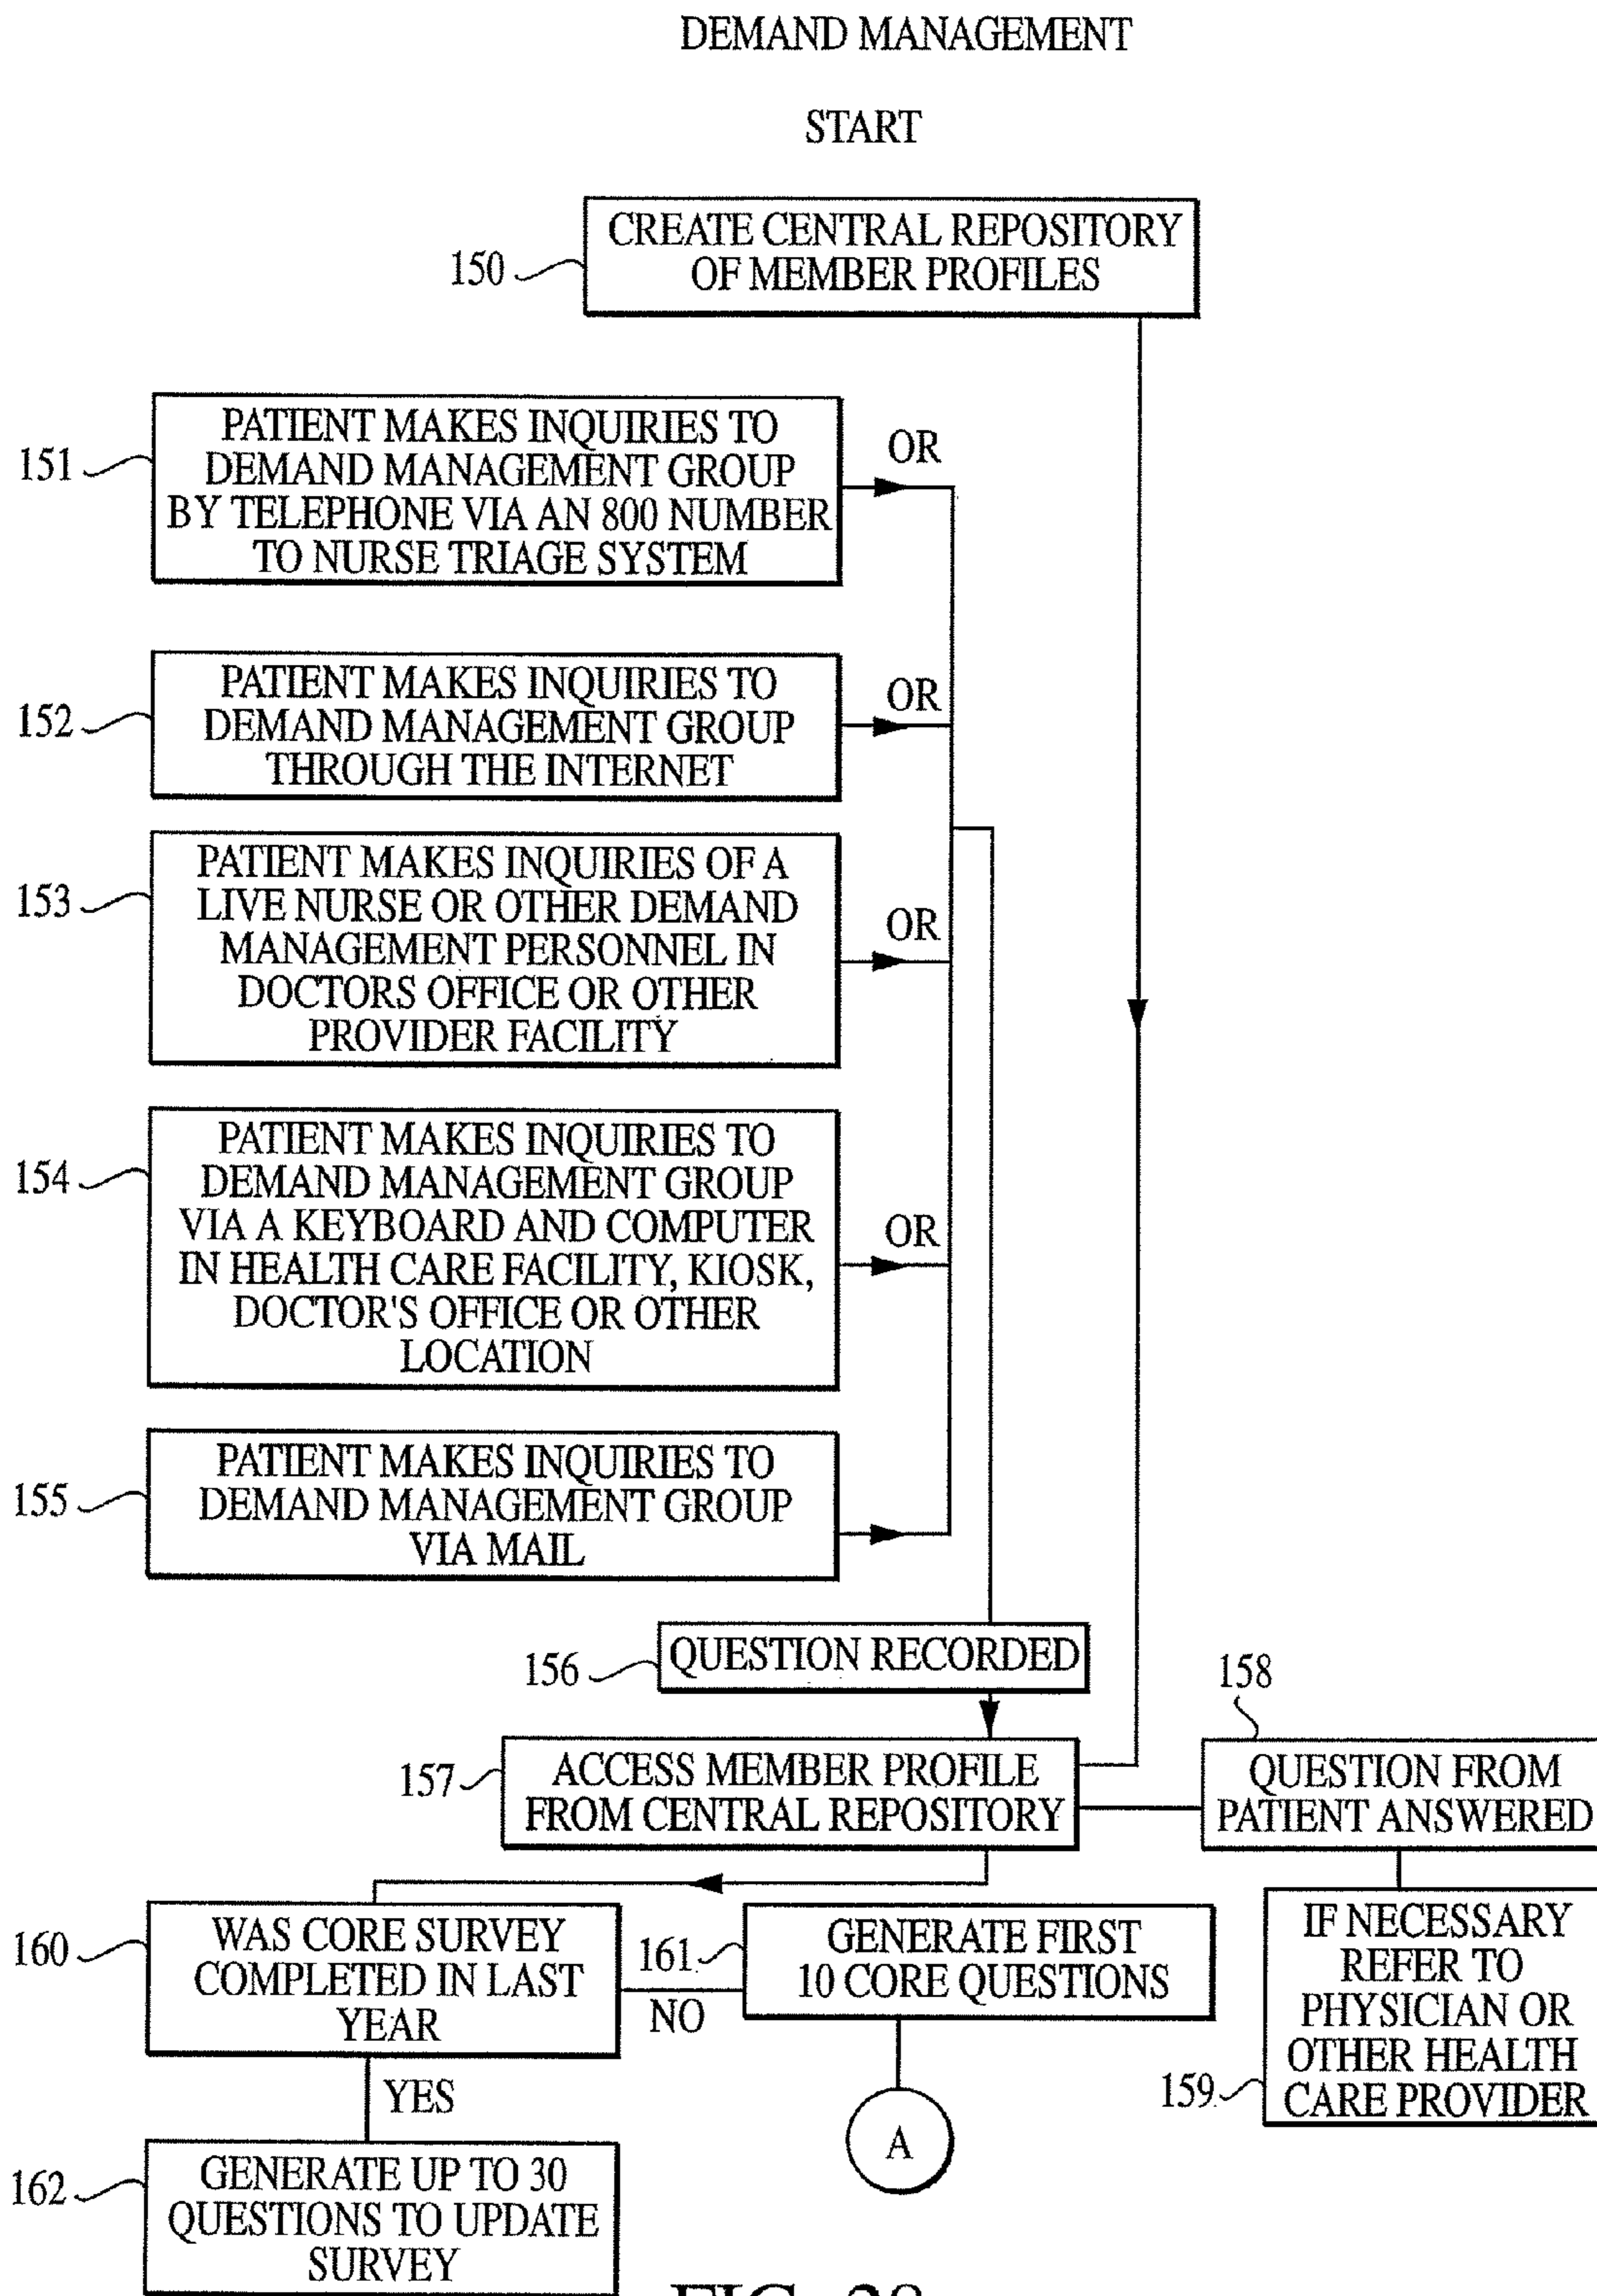 DEMAND MANAGEMENT
START
CREATE CENTRAL REPOSITORY
OF MEMBER PROFILES
150
PATIENT MAKES INQUIRIES TO
DEMAND MANAGEMENT GROUP
BY TELEPHONE VIA AN 800 NUMBER
TO NURSE TRIAGE SYSTEM
151
OR
PATIENT MAKES INQUIRIES TO
DEMAND MANAGEMENT GROUP
THROUGH THE INTERNET
152
OR
PATIENT MAKES INQUIRIES OF A
LIVE NURSE OR OTHER DEMAND
MANAGEMENT PERSONNEL IN
DOCTORS OFFICE OR OTHER
PROVIDER FACILITY
153
OR
PATIENT MAKES INQUIRIES TO
DEMAND MANAGEMENT GROUP
VIA A KEYBOARD AND COMPUTER
IN HEALTH CARE FACILITY, KIOSK,
DOCTOR'S OFFICE OR OTHER
LOCATION
154
OR
PATIENT MAKES INQUIRIES TO
DEMAND MANAGEMENT GROUP
VIA MAIL
155
156
QUESTION RECORDED
157
ACCESS MEMBER PROFILE
FROM CENTRAL REPOSITORY
158
QUESTION FROM
PATIENT ANSWERED
159
IF NECESSARY
REFER TO
PHYSICIAN OR
OTHER HEALTH
CARE PROVIDER
160
WAS CORE SURVEY
COMPLETED IN LAST
YEAR
NO
161
GENERATE FIRST
10 CORE QUESTIONS
A
YES
162
GENERATE UP TO 30
QUESTIONS TO UPDATE
SURVEY